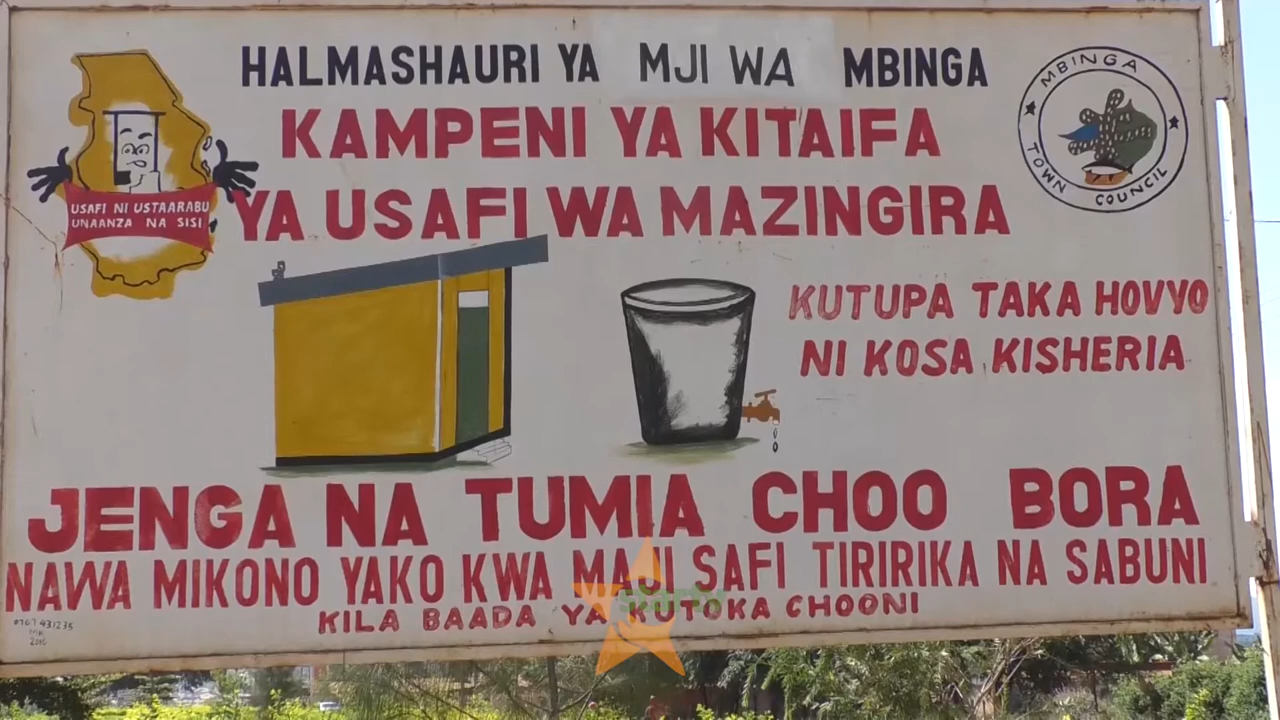 HALMASHAURI YA MJI WA MBINGA
KAMPENI YA KITAIFA
YA USAFI WA MAZINGIRA
USAFI NI USTAARABU
UNAANZA NA SISI
MBINGA
TOWN COUNCIL
KUTUPA TAKA HOVYO
NI KOSA KISHERIA
JENGA NA TUMIA CHOO BORA
NAWA MIKONO YAKO KWA MAJI SAFI TIRIRIKA NA SABUNI
KILA BAADA YA KUTOKA CHOONI
0767 431235